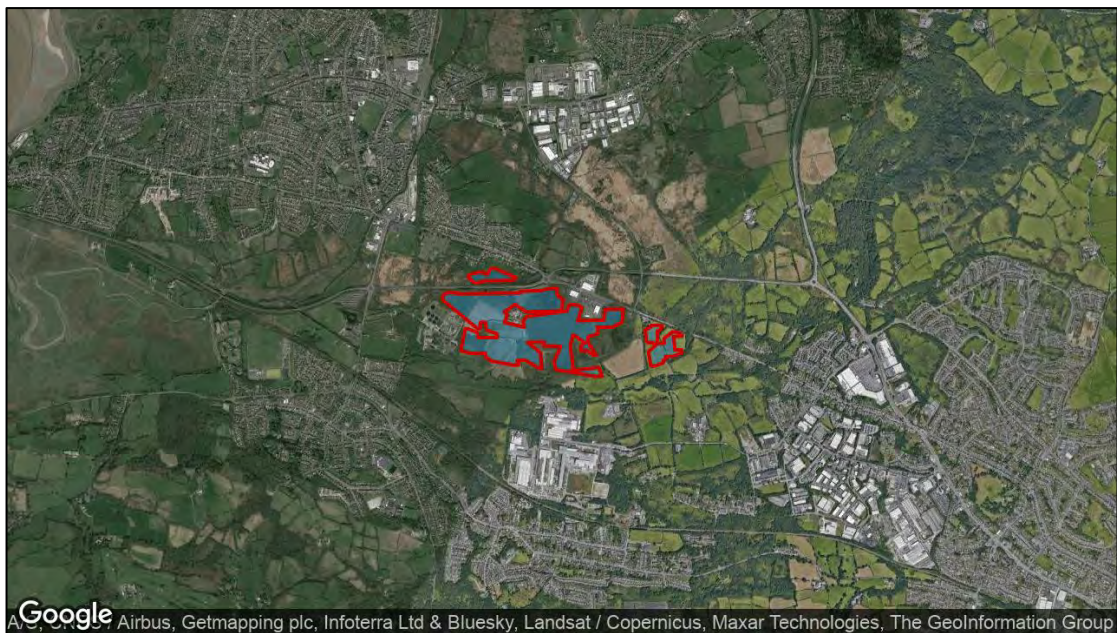 Google
Airbus, Getmapping plc, Infoterra Ltd & Bluesky, Landsat / Copernicus, Maxar Technologies, The GeoInformation Group